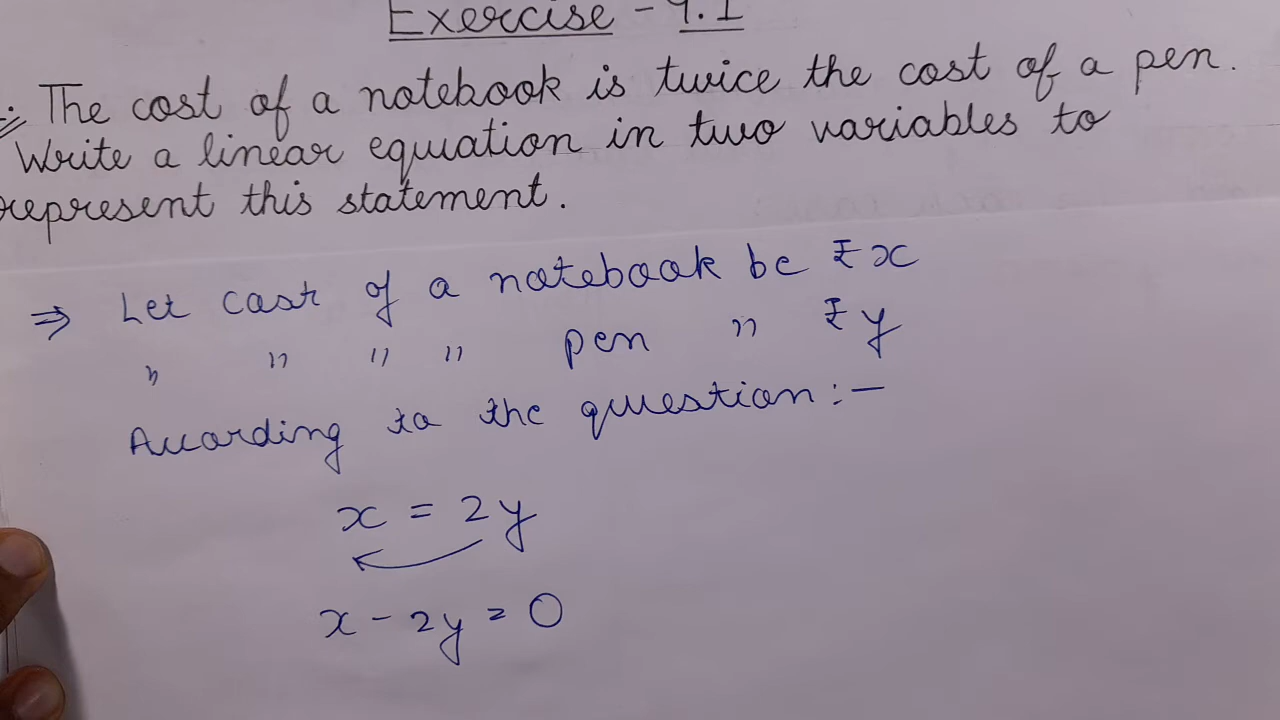 Exercise - 4.1
The cost of a notebook is twice the cost of a pen.
Write a linear equation in two variables to
represent this statement.
⇒ Let cost of a notebook be ₹ x
" " " " pen " ₹ y
According to the question :-
x = 2y
x - 2y = 0